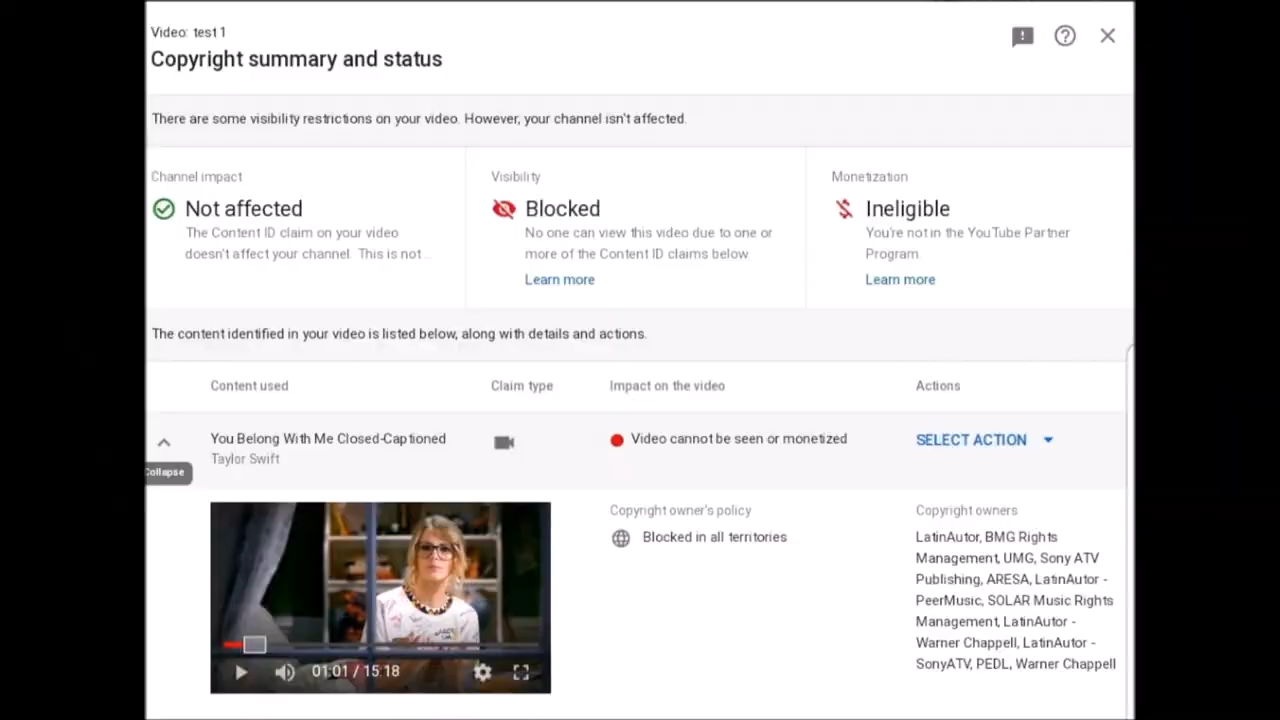 Video: test 1
Copyright summary and status
There are some visibility restrictions on your video. However, your channel isn't affected.
Channel impact
Not affected
The Content ID claim on your video
doesn't affect your channel. This is not...
Visibility
Blocked
No one can view this video due to one or
more of the Content ID claims below
Learn more
Monetization
Ineligible
You're not in the YouTube Partner
Program.
Learn more
The content identified in your video is listed below, along with details and actions.
Content used
Claim type
Impact on the video
Actions
You Belong With Me Closed-Captioned
Taylor Swift
Video cannot be seen or monetized
SELECT ACTION
Collapse
01:01 / 15:18
Copyright owner's policy
Blocked in all territories
Copyright owners
LatinAutor, BMG Rights
Management, UMG, Sony ATV
Publishing, ARESA, LatinAutor -
PeerMusic, SOLAR Music Rights
Management, LatinAutor -
Warner Chappell, LatinAutor -
SonyATV, PEDL, Warner Chappell